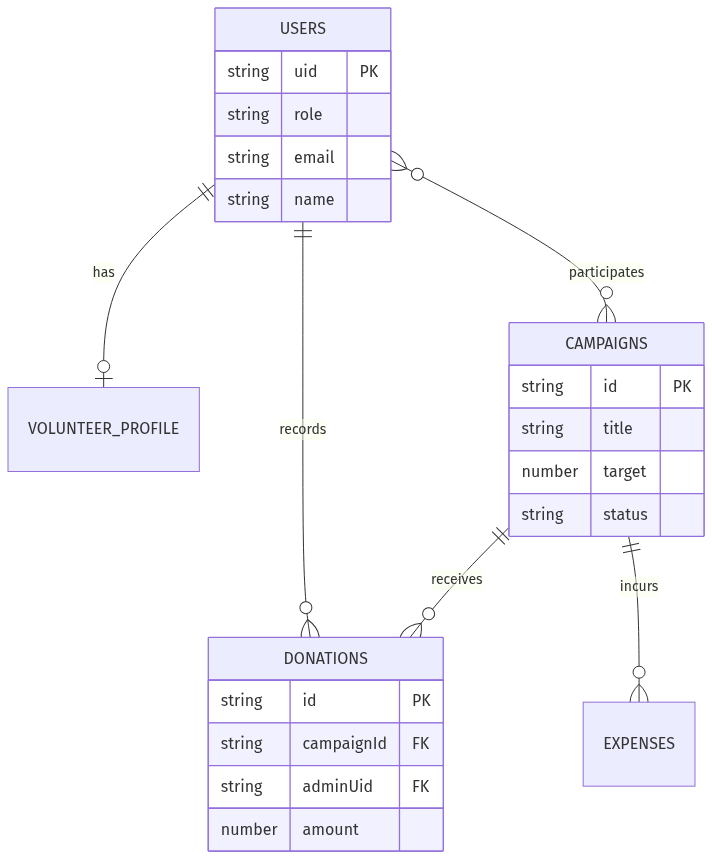 USERS
string uid PK
string role
string email
string name
has
participates
CAMPAIGNS
string id PK
string title
number target
string status
VOLUNTEER_PROFILE
records
receives
incurs
DONATIONS
string id PK
string campaignId FK
string adminUid FK
number amount
EXPENSES